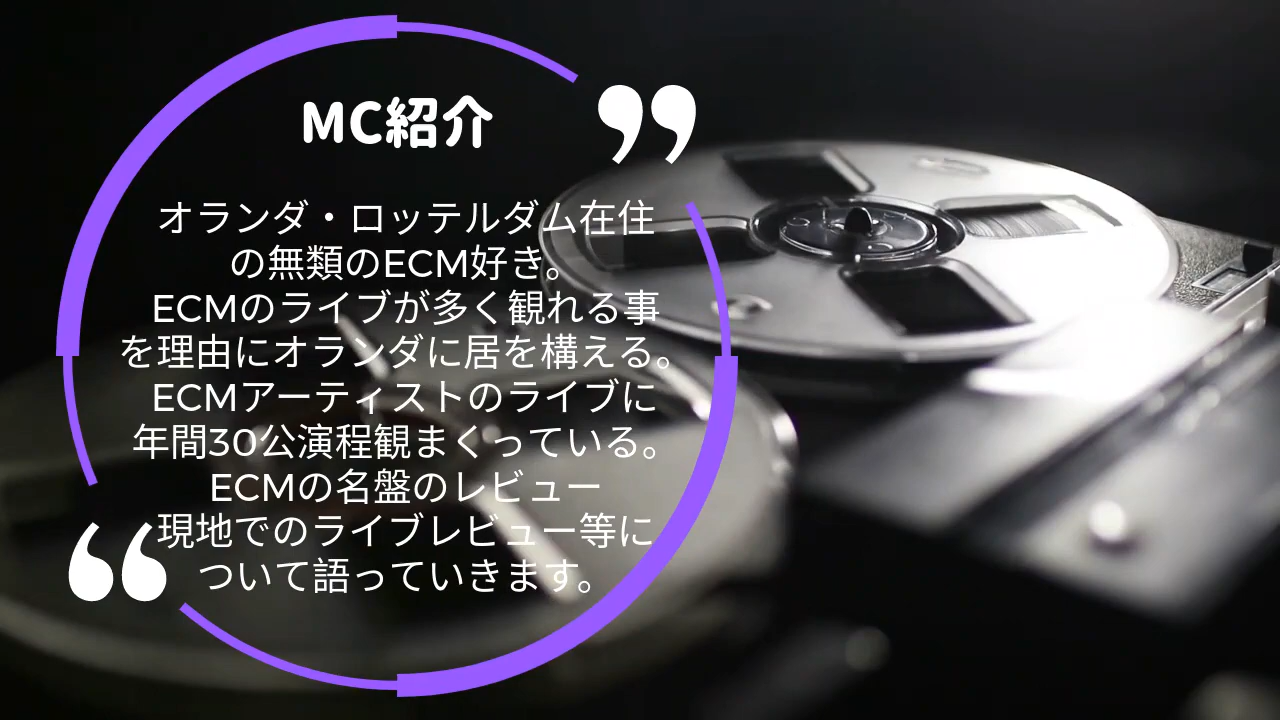 MC紹介
オランダ・ロッテルダム在住
の無類のECM好き。
ECMのライブが多く観れる事
を理由にオランダに居を構える。
ECMアーティストのライブに
年間30公演程観まくっている。
ECMの名盤のレビュー
現地でのライブレビュー等に
ついて語っていきます。